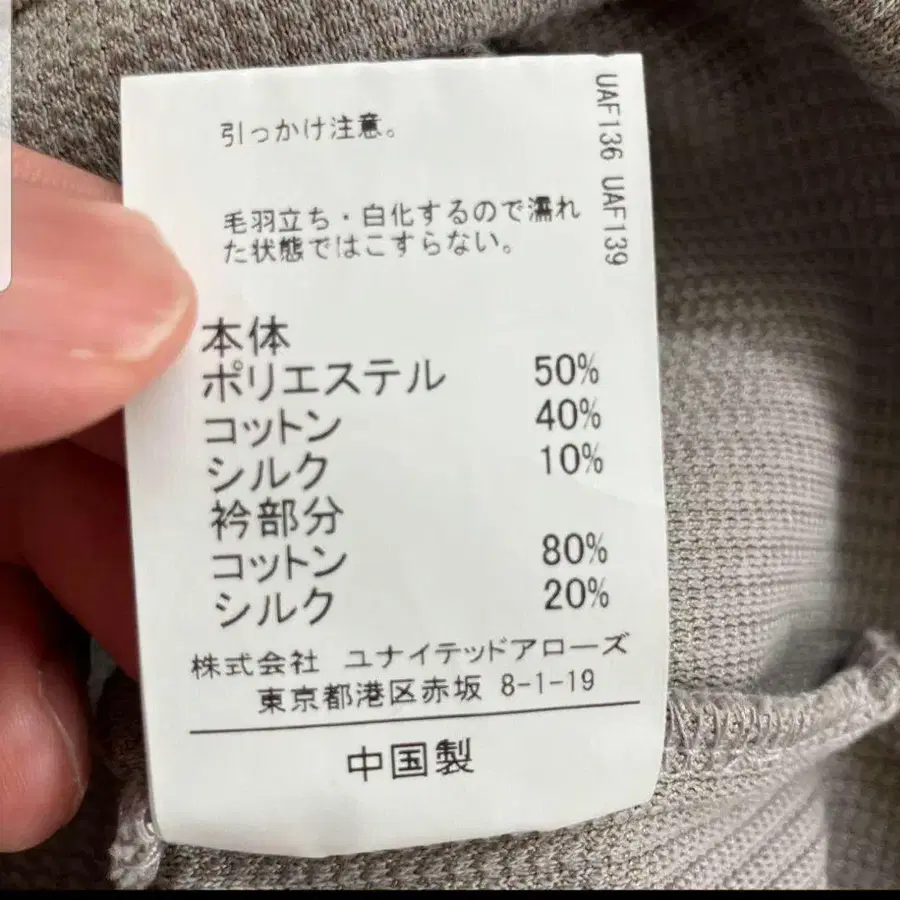 引っかけ注意。
毛羽立ち・白化するので濡れ
た状態ではこすらない。
本体
ポリエステル 50%
コットン 40%
シルク 10%
衿部分
コットン 80%
シルク 20%
株式会社 ユナイテッドアローズ
東京都港区赤坂 8-1-19
中国製
UAF136 UAF139